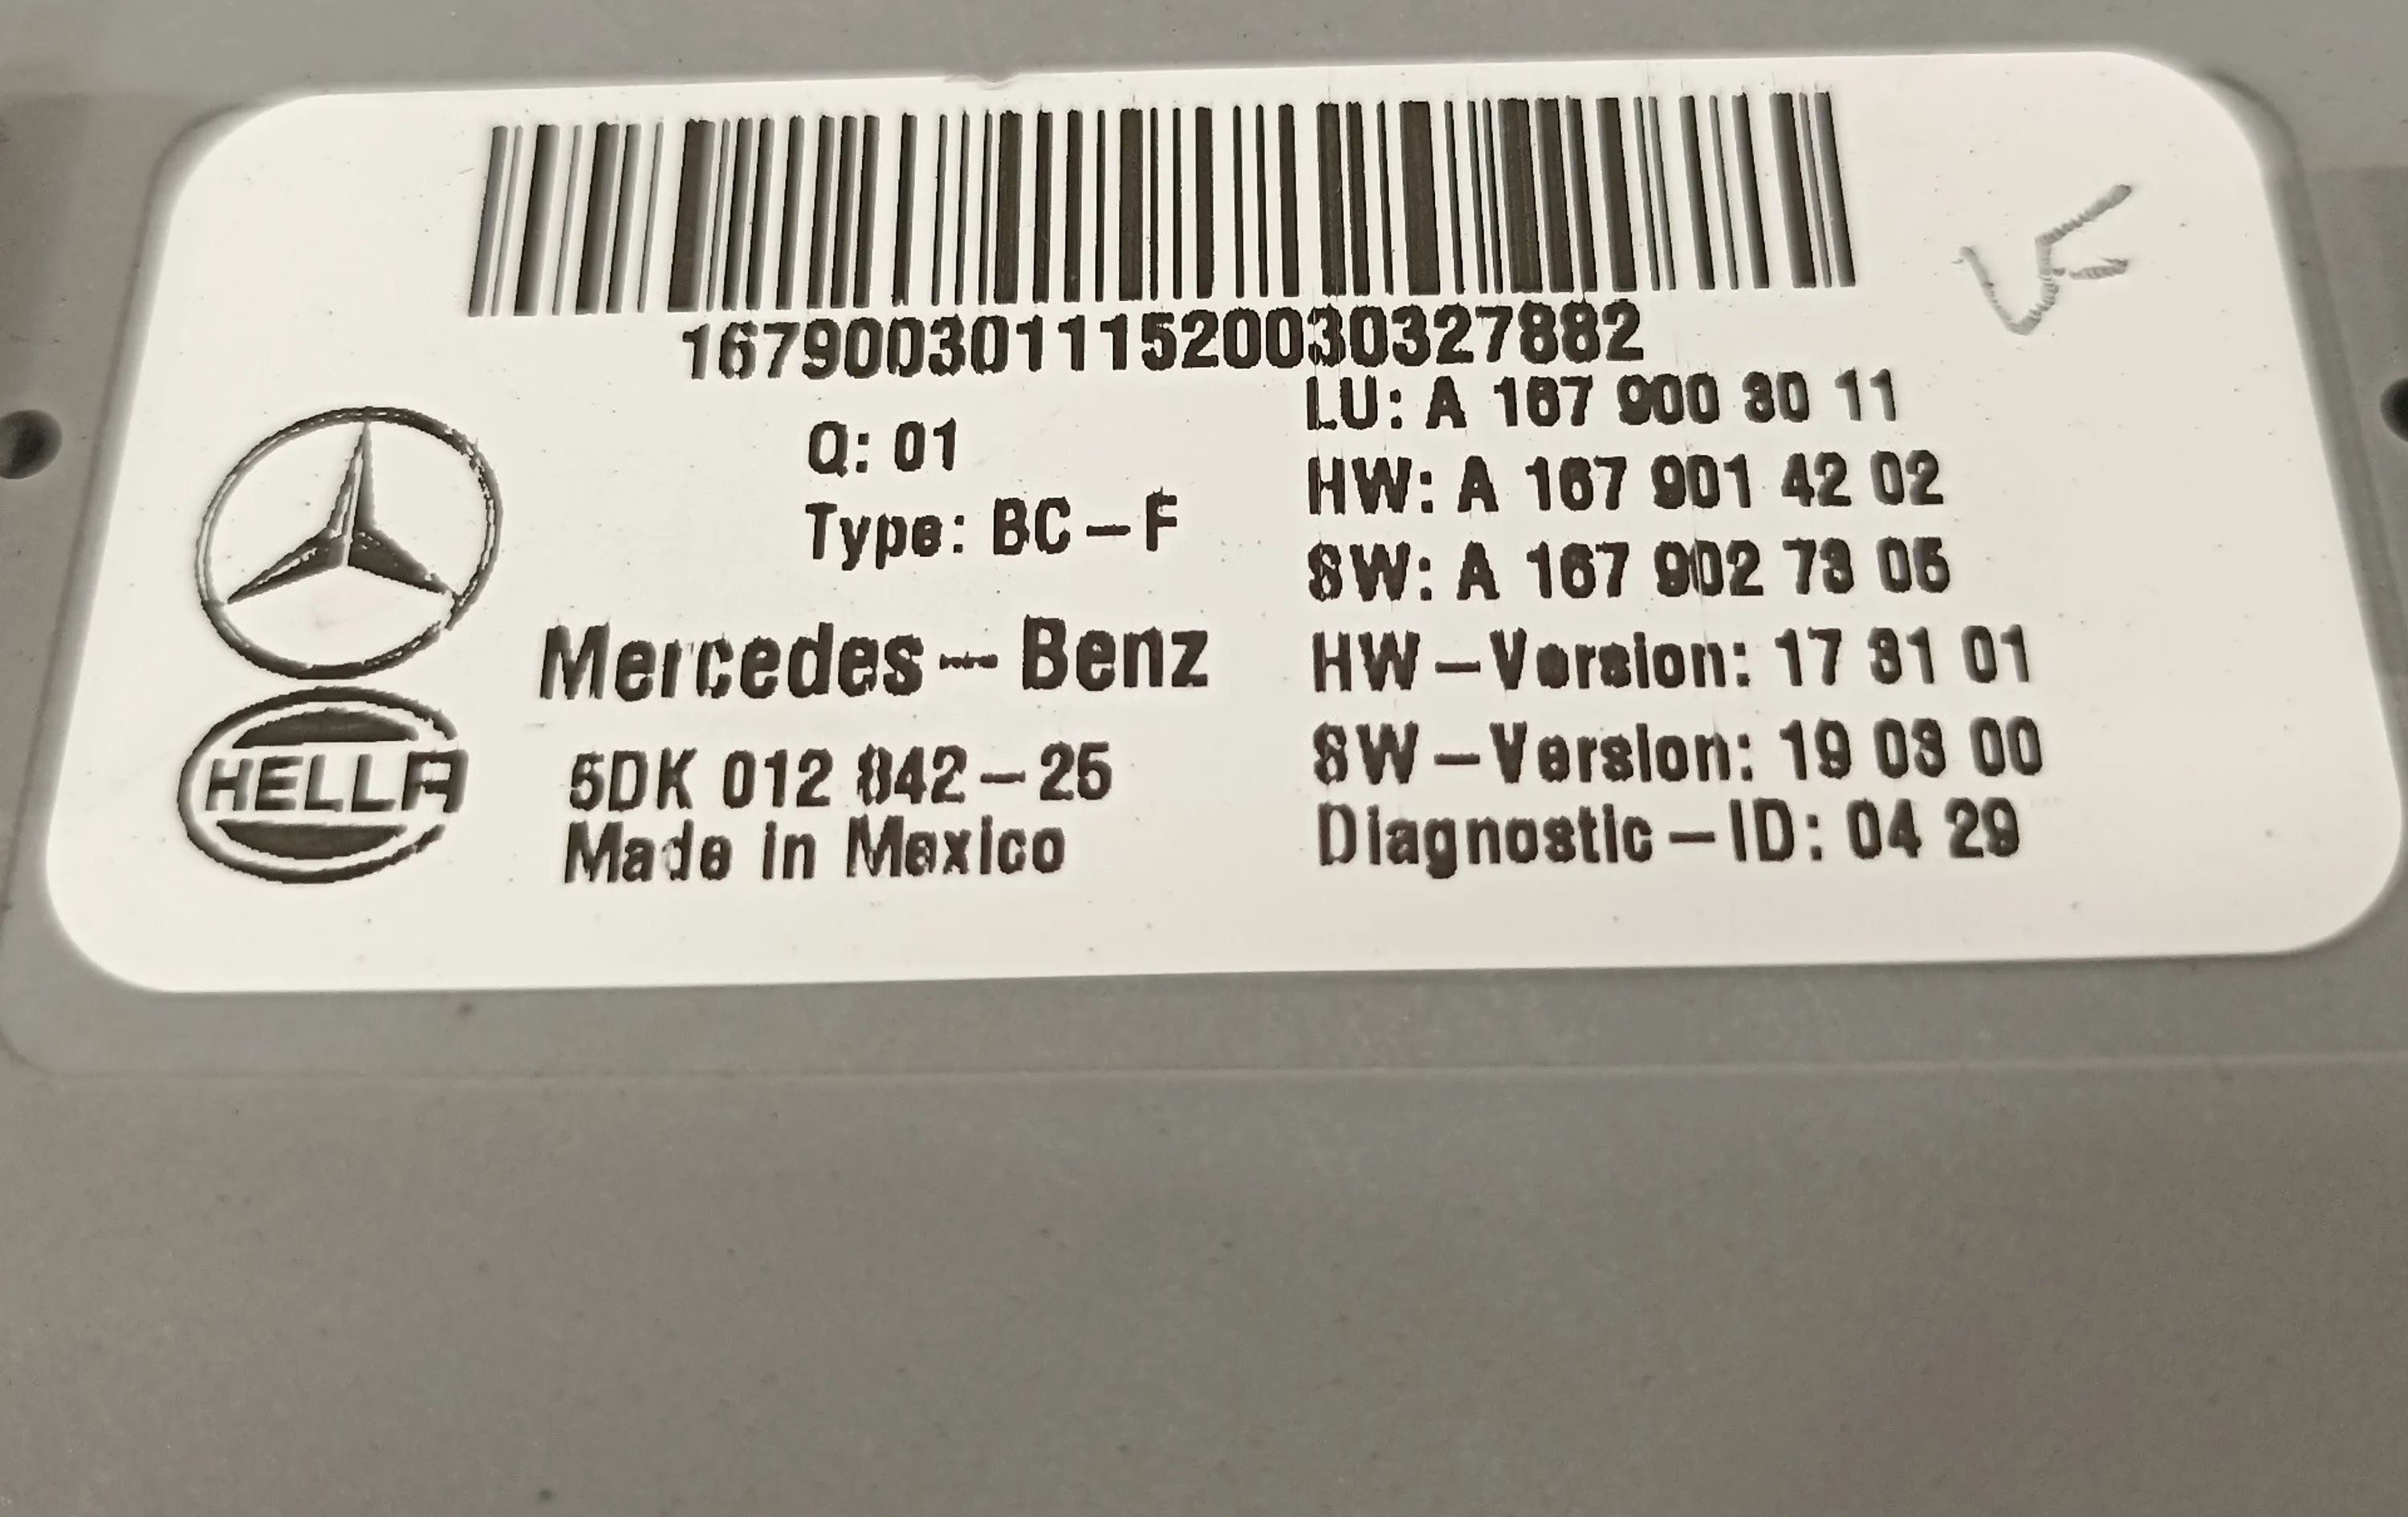 1679003011152003032​7882
Q: 01
Type: BC-F
Mercedes-Benz
HELLA
5DK 012 842-25
Made in Mexico
LU: A 167 900 30 11
HW: A 167 901 42 02
SW: A 167 902 73 05
HW-Version: 17 31 01
SW-Version: 19 03 00
Diagnostic-ID: 04 29